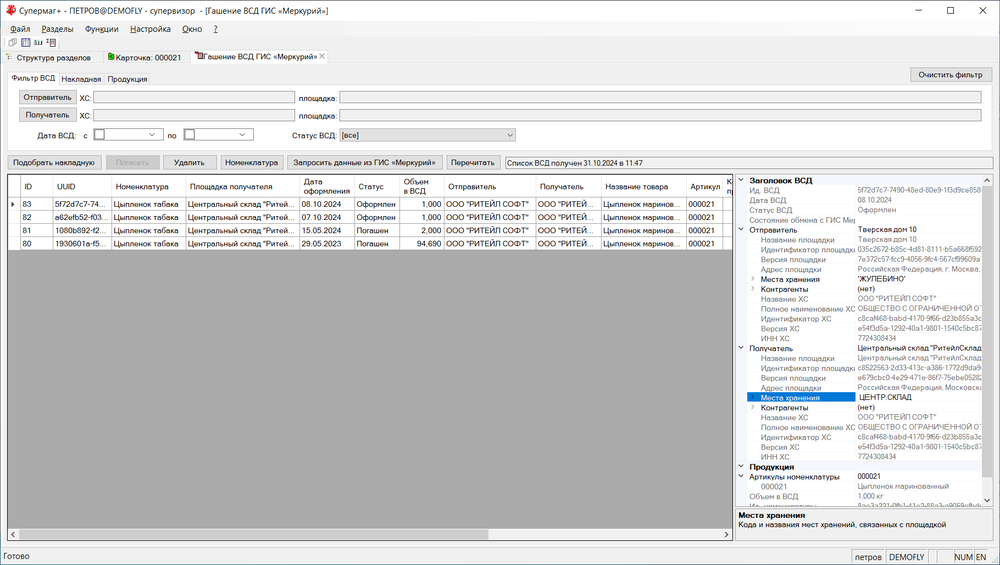 Супермаг+ - ПЕТРОВ@DEMOFLY - супервизор - [Гашение ВСД ГИС «Меркурий»]
Файл Разделы Функции Настройка Окно ?
Структура разделов Карточка: 000021 Гашение ВСД ГИС «Меркурий»
Фильтр ВСД Накладная Продукция Очистить фильтр
Отправитель ХС: площадка:
Получатель ХС: площадка:
Дата ВСД: с по Статус ВСД: [все]
Подобрать накладную Погасить Удалить Номенклатура Запросить данные из ГИС «Меркурий» Перечитать Список ВСД получен 31.10.2024 в 11:47
ID UUID Номенклатура Площадка получателя Дата оформления Статус Объем в ВСД Отправитель Получатель Название товара Артикул
83 5f72d7c7-74... Цыпленок табака Центральный склад "Ритей... 08.10.2024 Оформлен 1,000 ООО "РИТЕЙЛ СОФТ" ООО "РИТЕЙ... Цыпленок маринов... 000021
82 a62efb52-f03... Цыпленок табака Центральный склад "Ритей... 07.10.2024 Оформлен 1,000 ООО "РИТЕЙЛ СОФТ" ООО "РИТЕЙ... Цыпленок маринов... 000021
81 1080b892-f2... Цыпленок табака Центральный склад "Ритей... 15.05.2024 Погашен 2,000 ООО "РИТЕЙЛ СОФТ" ООО "РИТЕЙ... Цыпленок маринов... 000021
80 1930601a-f5... Цыпленок табака Центральный склад "Ритей... 29.05.2023 Погашен 94,690 ООО "РИТЕЙЛ СОФТ" ООО "РИТЕЙ... Цыпленок маринов... 000021
Заголовок ВСД
Ид. ВСД 5f72d7c7-7490-48ed-80e9-1f3d9ce858
Дата ВСД 08.10.2024
Статус ВСД Оформлен
Состояние обмена с ГИС Мер
Отправитель Тверская дом 10
Название площадки Тверская дом 10
Идентификатор площадки 035c2672-b85c-4d81-8111-b5a668f592
Версия площадки 7e372c57-fcc9-4056-9fc4-567cf99609a
Адрес площадки Российская Федерация, г. Москва,
Места хранения 'ЖУЛЕБИНО'
Контрагенты (нет)
Название ХС ООО "РИТЕЙЛ СОФТ"
Полное наименование ХС ОБЩЕСТВО С ОГРАНИЧЕННОЙ ОТ
Идентификатор ХС c8caf468-babd-4170-9f66-d23b855a3c
Версия ХС e54f3d5a-1292-40a1-9801-1540c5bc87
ИНН ХС 7724308434
Получатель Центральный склад "РитейлСклад
Название площадки Центральный склад "РитейлСклад
Идентификатор площадки c8522563-2d33-413c-a386-1772d9da9
Версия площадки e679cbc0-4e29-471e-86f7-75ebe05282
Адрес площадки Российская Федерация, Московска
Места хранения ЦЕНТР.СКЛАД
Контрагенты (нет)
Название ХС ООО "РИТЕЙЛ СОФТ"
Полное наименование ХС ОБЩЕСТВО С ОГРАНИЧЕННОЙ ОТ
Идентификатор ХС c8caf468-babd-4170-9f66-d23b855a3c
Версия ХС e54f3d5a-1292-40a1-9801-1540c5bc87
ИНН ХС 7724308434
Продукция
Артикулы номенклатуры 000021
000021 Цыпленок маринованный
Объем в ВСД 1,000 кг
Места хранения
Кода и названия мест хранений, связанных с площадкой
Готово петров DEMOFLY NUM EN